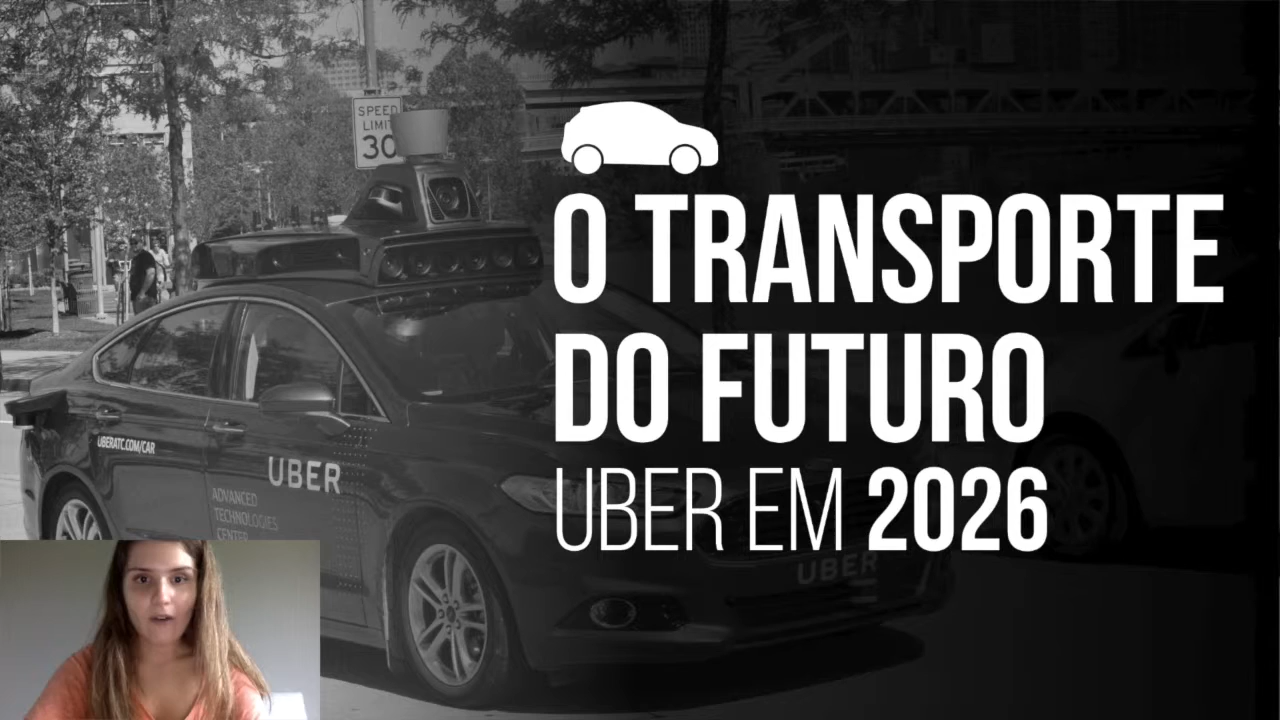 SPEED
LIMIT
30
O TRANSPORTE
DO FUTURO
UBER EM 2026
UBERATC.COM/CAR
UBER
ADVANCED
TECHNOLOGIES
CENTER
UBER